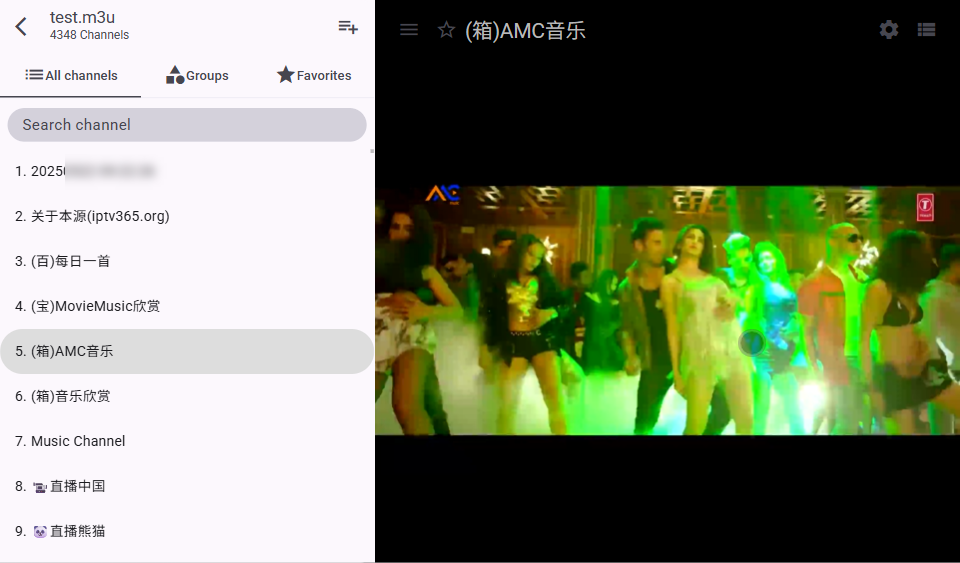 test.m3u
4348 Channels
All channels
Groups
Favorites
Search channel
1. 2025
2. 关于本源(iptv365.org)
3. (百)每日一首
4. (宝)MovieMusic欣赏
5. (箱)AMC音乐
6. (箱)音乐欣赏
7. Music Channel
8. 📹直播中国
9. 🐼直播熊猫
(箱)AMC音乐